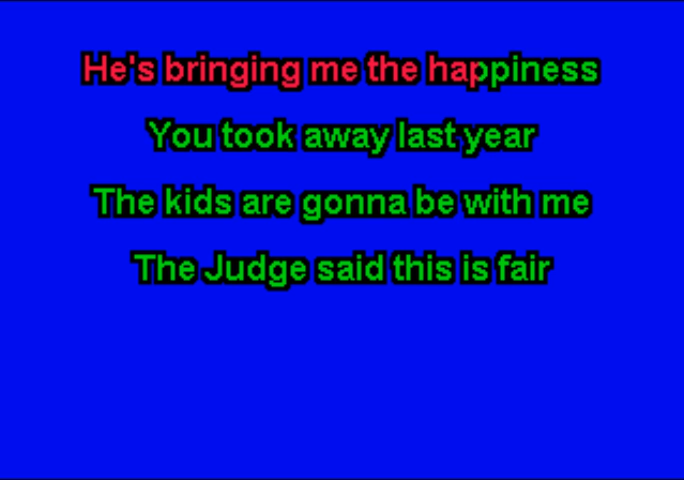 He's bringing me the happiness
You took away last year
The kids are gonna be with me
The Judge said this is fair